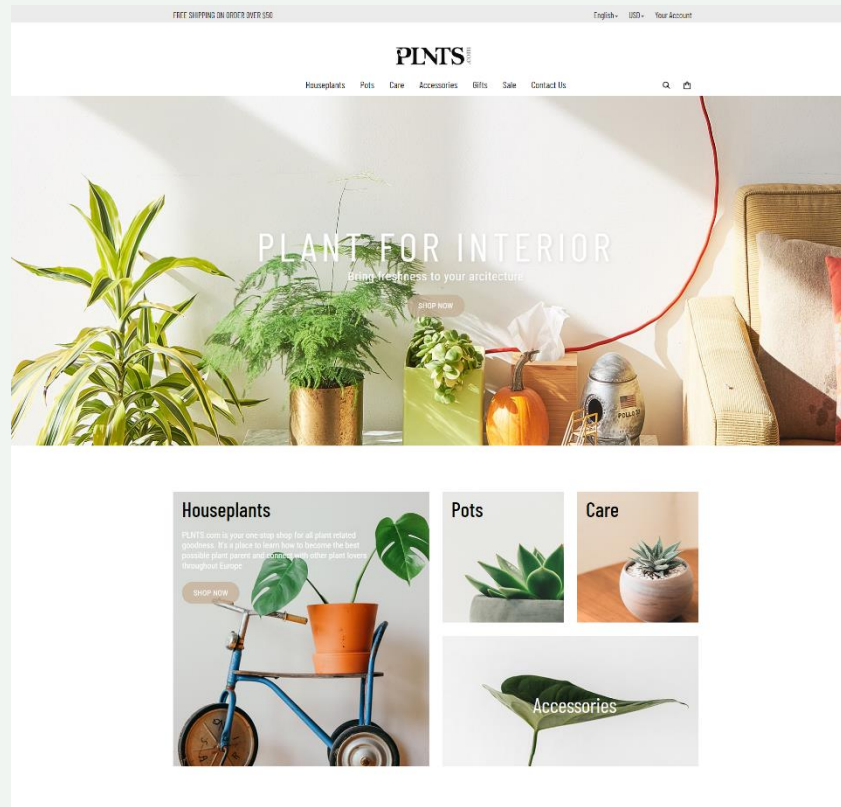 FREE SHIPPING ON ORDER OVER $50
English USD Your Account
PLNTS.com
Houseplants Pots Care Accessories Gifts Sale Contact Us
PLANT FOR INTERIOR
Bring freshness to your arcitecture
SHOP NOW
POLLO
Houseplants
PLNTS.com is your one stop shop for all plant related
goodness. It's a place to learn how to become the best
possible plant parent and connect with other plant lovers
throughout Europe
SHOP NOW
Pots
Care
Accessories